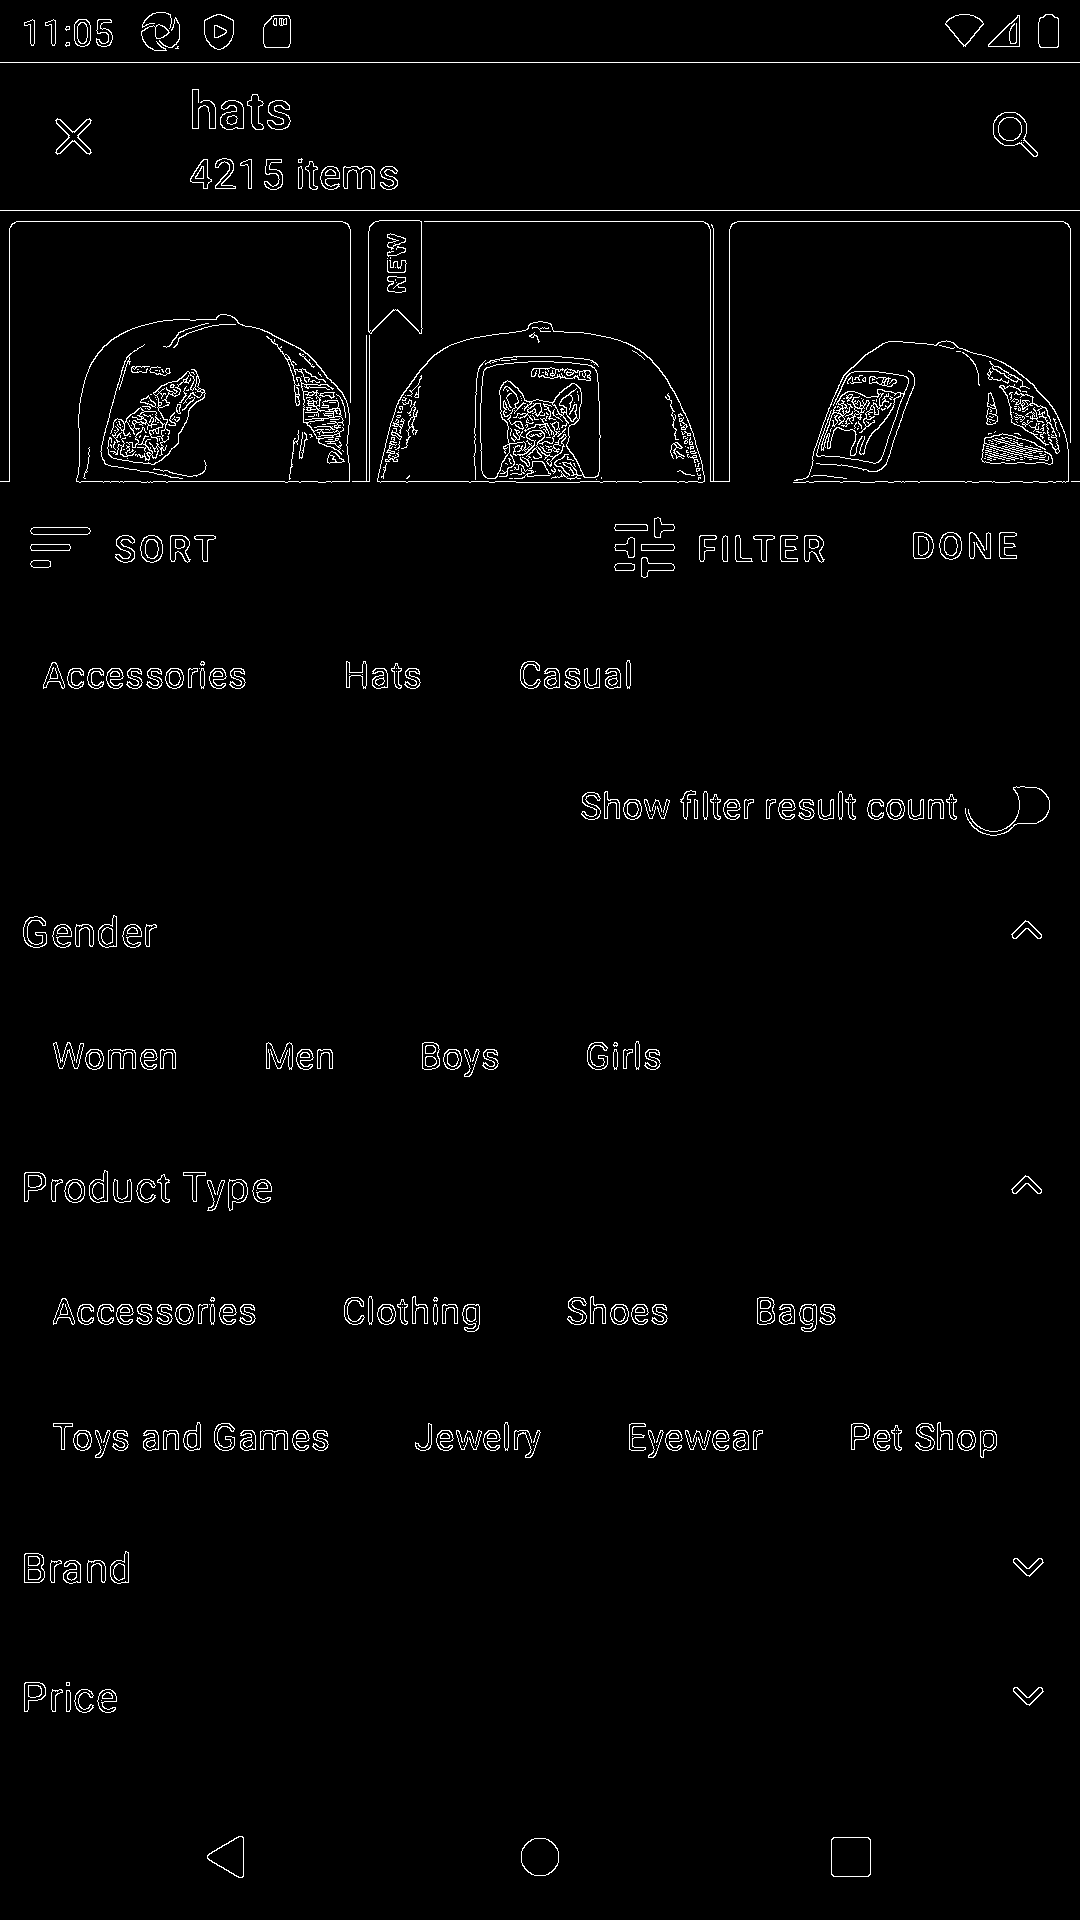 11:05
hats
4215 items
NEW
SORT FILTER DONE
Accessories Hats Casual
Show filter result count
Gender
Women Men Boys Girls
Product Type
Accessories Clothing Shoes Bags
Toys and Games Jewelry Eyewear Pet Shop
Brand
Price